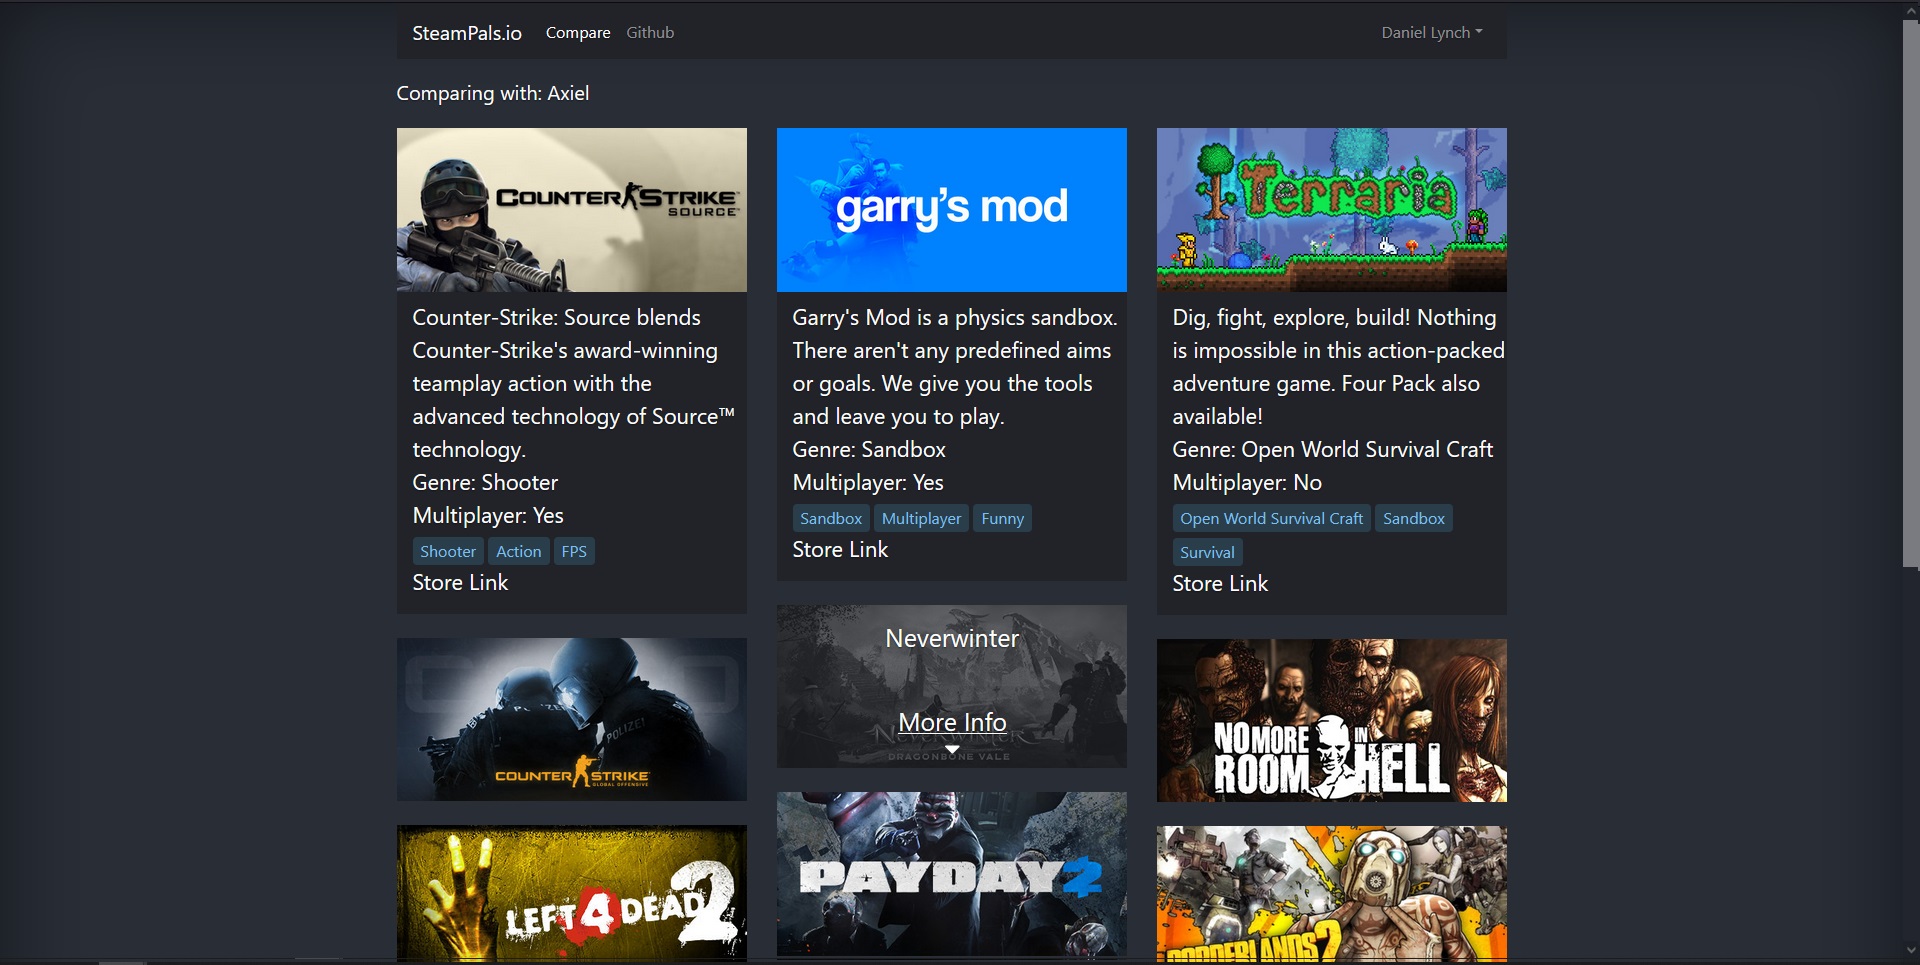 SteamPals.io Compare Github Daniel Lynch
Comparing with: Axiel
COUNTER STRIKE
SOURCE
Counter-Strike: Source blends
Counter-Strike's award-winning
teamplay action with the
advanced technology of Source™
technology.
Genre: Shooter
Multiplayer: Yes
Shooter Action FPS
Store Link
garry's mod
Garry's Mod is a physics sandbox.
There aren't any predefined aims
or goals. We give you the tools
and leave you to play.
Genre: Sandbox
Multiplayer: Yes
Sandbox Multiplayer Funny
Store Link
Terraria
Dig, fight, explore, build! Nothing
is impossible in this action-packed
adventure game. Four Pack also
available!
Genre: Open World Survival Craft
Multiplayer: No
Open World Survival Craft Sandbox
Survival
Store Link
POLIZEI
POLIZEI
COUNTER STRIKE
GLOBAL OFFENSIVE
Neverwinter
More Info
NEVERWINTER
DRAGONBONE VALE
NO MORE
ROOM IN
HELL
LEFT 4 DEAD 2
PAYDAY 2
BORDERLANDS 2